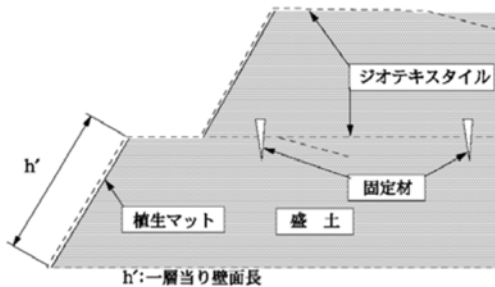 ジオテキスタイル
h′
固定材
植生マット
盛 土
h′:一層当り壁面長